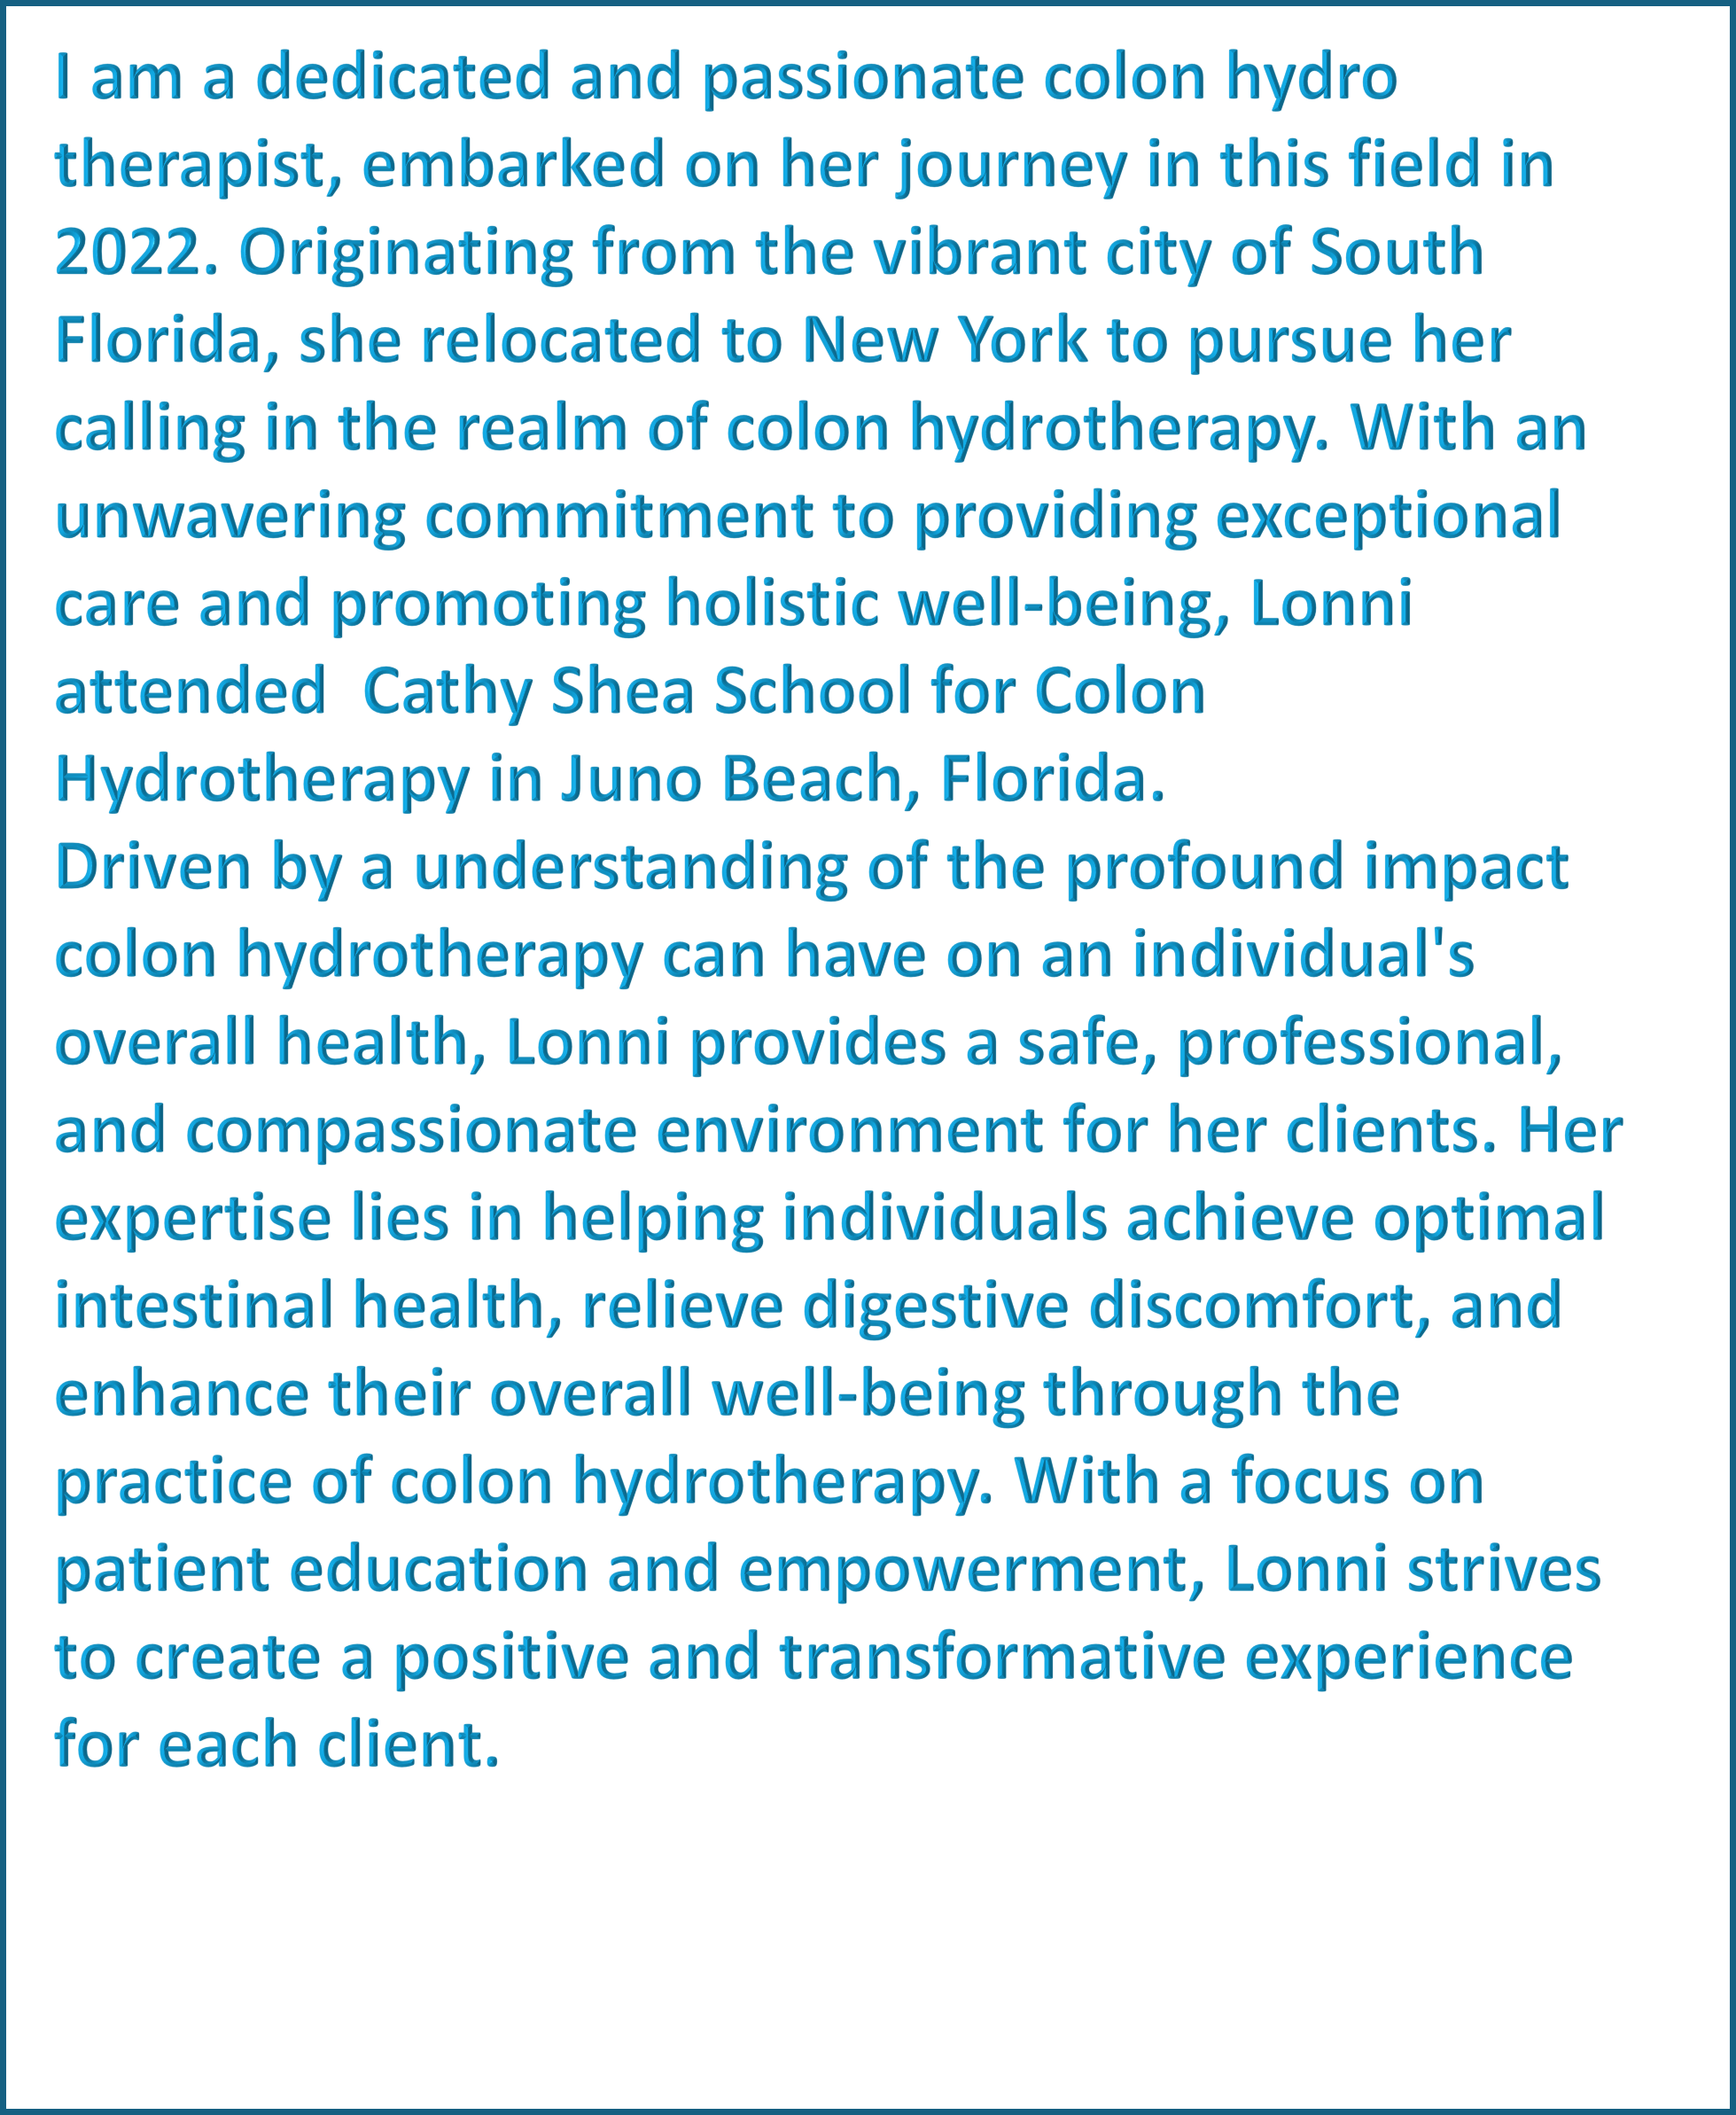 I am a dedicated and passionate colon hydro
therapist, embarked on her journey in this field in
2022. Originating from the vibrant city of South
Florida, she relocated to New York to pursue her
calling in the realm of colon hydrotherapy. With an
unwavering commitment to providing exceptional
care and promoting holistic well-being, Lonni
attended  Cathy Shea School for Colon
Hydrotherapy in Juno Beach, Florida.
Driven by a understanding of the profound impact
colon hydrotherapy can have on an individual's
overall health, Lonni provides a safe, professional,
and compassionate environment for her clients. Her
expertise lies in helping individuals achieve optimal
intestinal health, relieve digestive discomfort, and
enhance their overall well-being through the
practice of colon hydrotherapy. With a focus on
patient education and empowerment, Lonni strives
to create a positive and transformative experience
for each client.